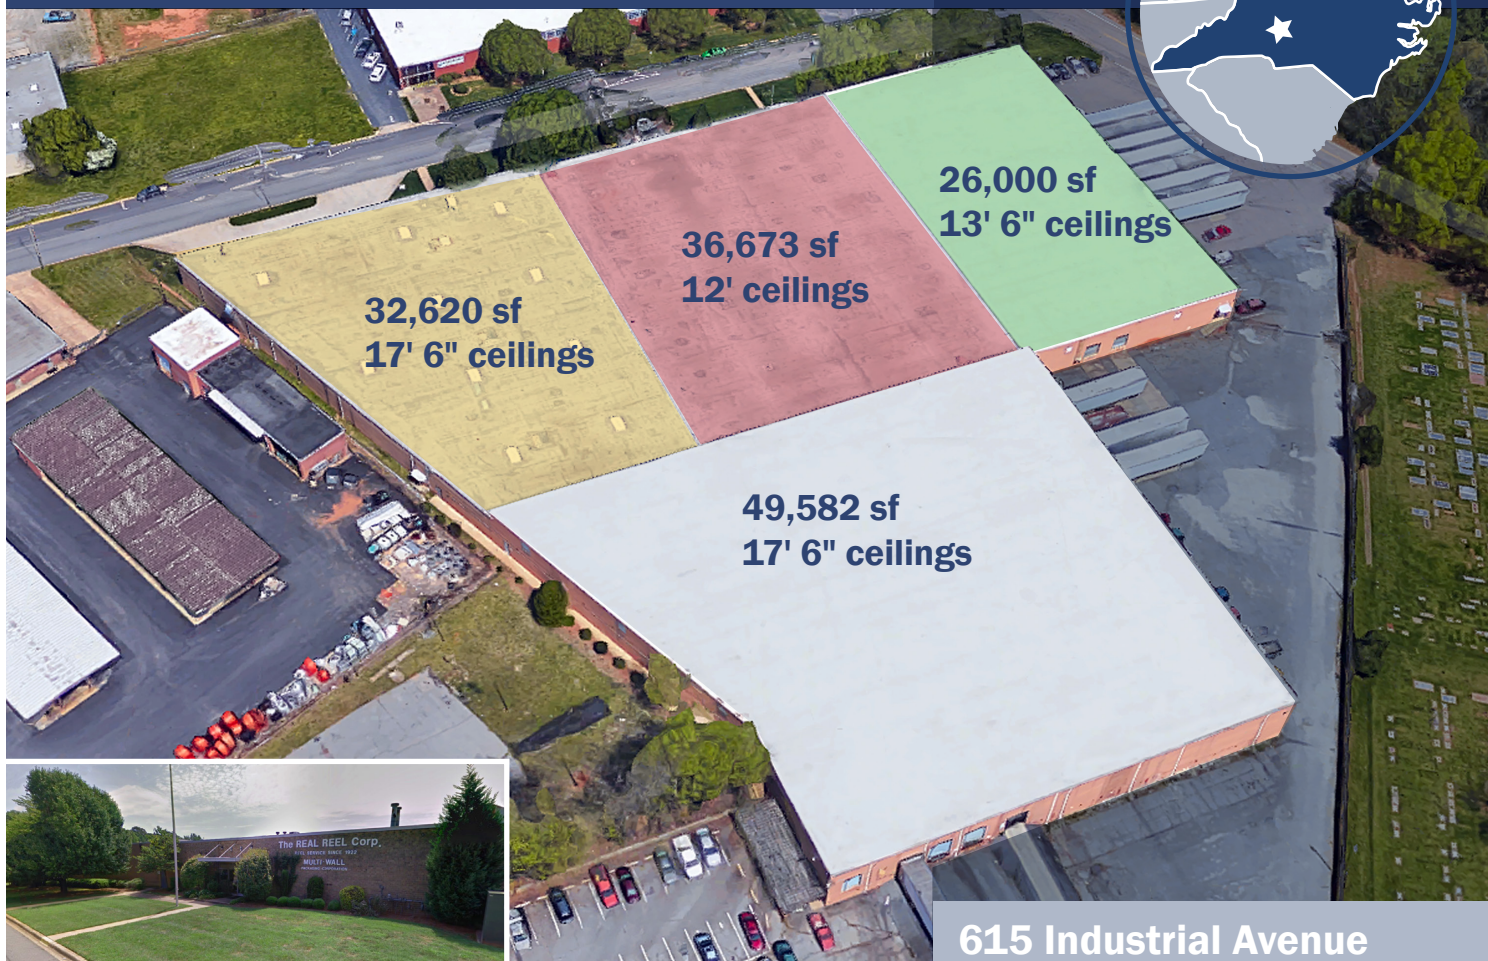 26,000 sf
13' 6" ceilings
36,673 sf
12' ceilings
32,620 sf
17' 6" ceilings
49,582 sf
17' 6" ceilings
The REAL REEL Corp.
MULTI WALL
615 Industrial Avenue